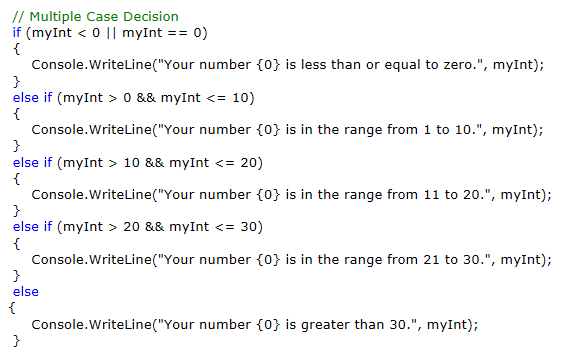 // Multiple Case Decision
if (myInt < 0 || myInt == 0)
{
Console.WriteLine("Your number {0} is less than or equal to zero.", myInt);
}
else if (myInt > 0 && myInt <= 10)
{
Console.WriteLine("Your number {0} is in the range from 1 to 10.", myInt);
}
else if (myInt > 10 && myInt <= 20)
{
Console.WriteLine("Your number {0} is in the range from 11 to 20.", myInt);
}
else if (myInt > 20 && myInt <= 30)
{
Console.WriteLine("Your number {0} is in the range from 21 to 30.", myInt);
}
else
{
Console.WriteLine("Your number {0} is greater than 30.", myInt);
}